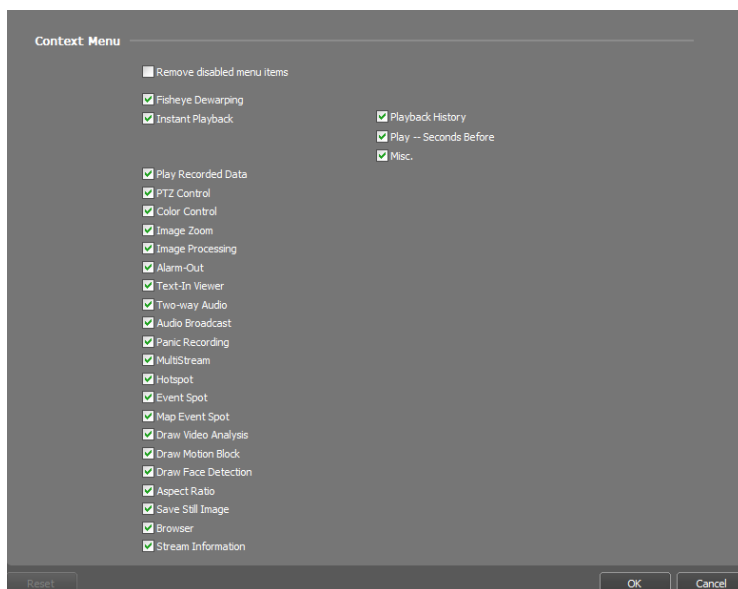 Context Menu
Remove disabled menu items
Fisheye Dewarping
Instant Playback
Playback History
Play -- Seconds Before
Misc.
Play Recorded Data
PTZ Control
Color Control
Image Zoom
Image Processing
Alarm-Out
Text-In Viewer
Two-way Audio
Audio Broadcast
Panic Recording
MultiStream
Hotspot
Event Spot
Map Event Spot
Draw Video Analysis
Draw Motion Block
Draw Face Detection
Aspect Ratio
Save Still Image
Browser
Stream Information
Reset
OK
Cancel